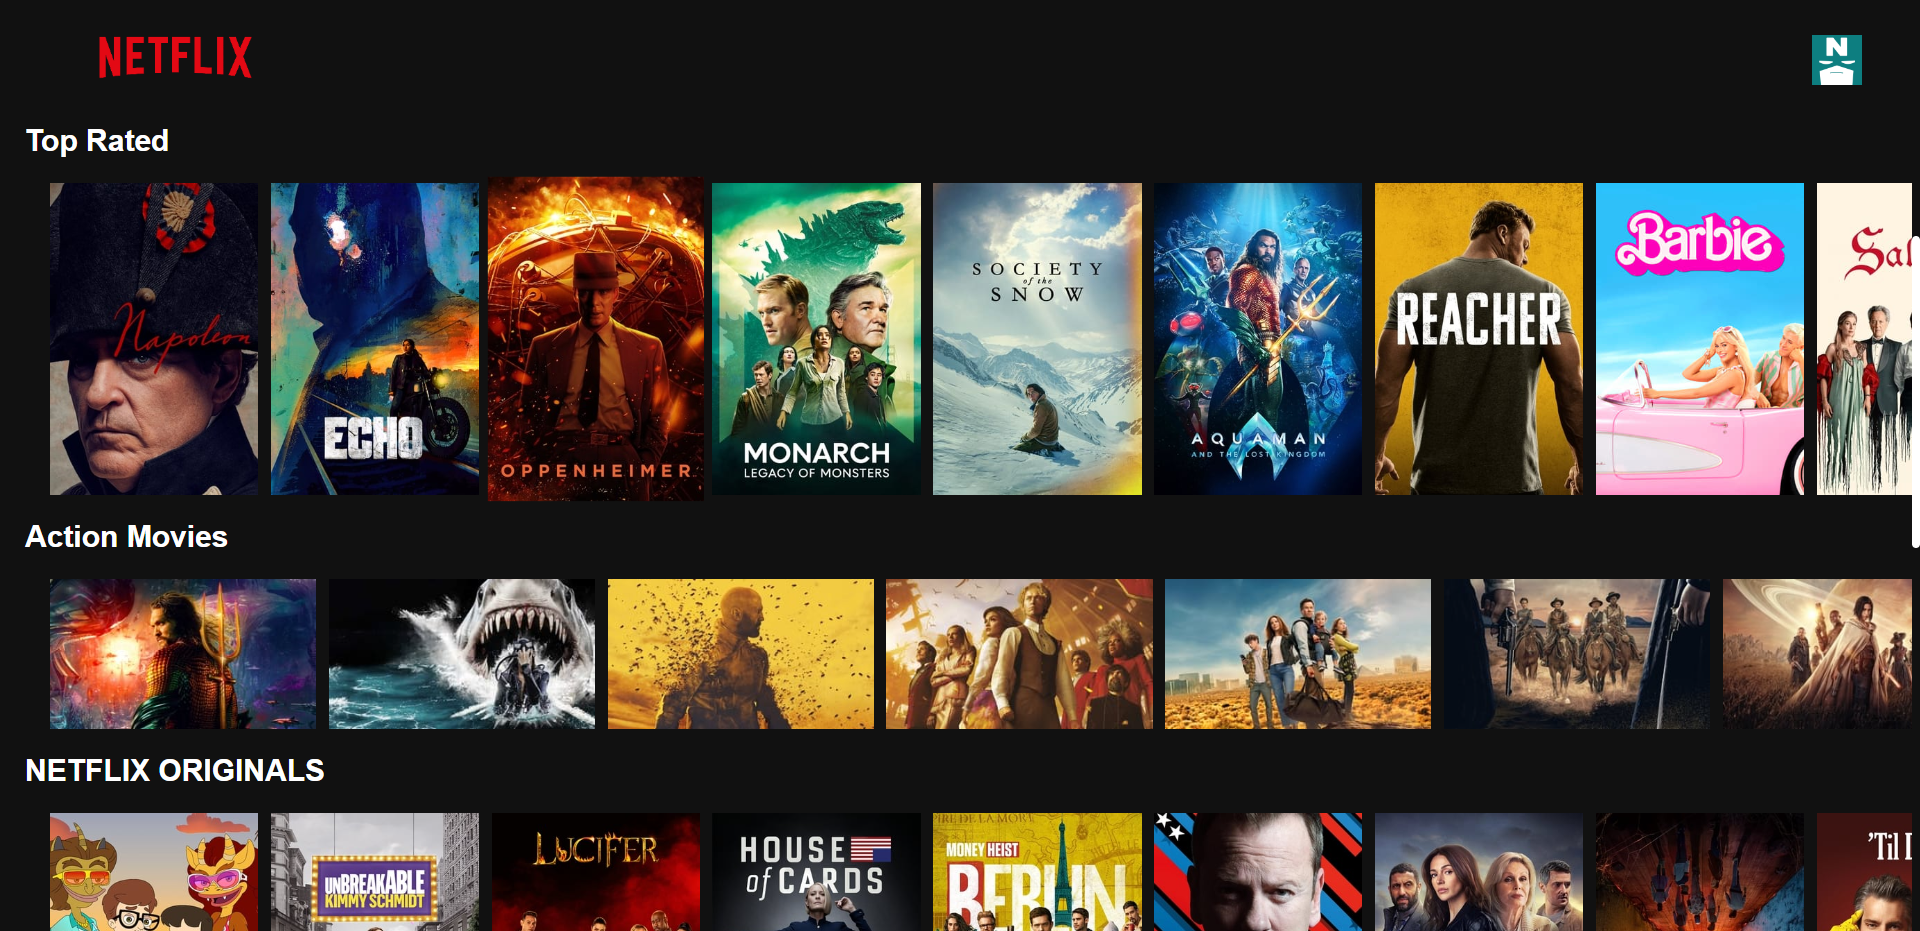 NETFLIX
N
Top Rated
Napoleon
ECHO
OPPENHEIMER
MONARCH
LEGACY OF MONSTERS
SOCIETY
of the
SNOW
AQUAMAN
AND THE LOST KINGDOM
REACHER
Barbie
Sal
Action Movies
NETFLIX ORIGINALS
UNBREAKABLE
KIMMY SCHMIDT
LUCIFER
HOUSE
of CARDS
MONEY HEIST
BERLIN
'Til D